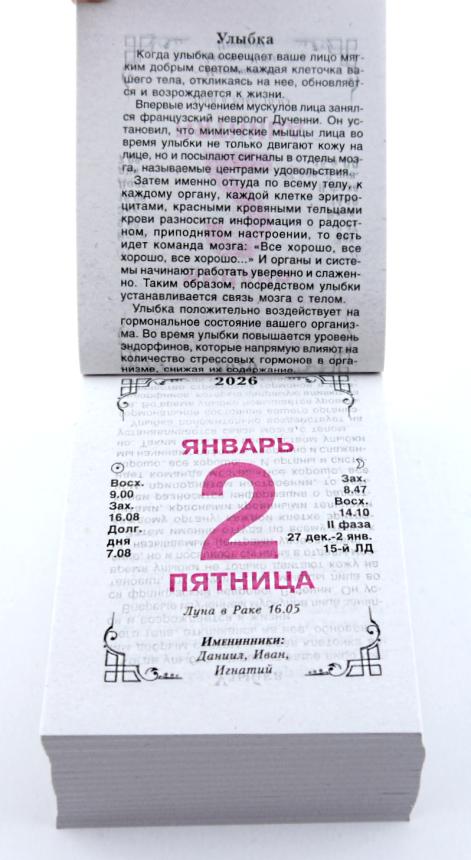 Улыбка
Когда улыбка освещает ваше лицо мяг-
ким добрым светом, каждая клеточка ва-
шего тела, откликаясь на нее, обновляет-
ся и возрождается к жизни.
Впервые изучением мускулов лица занял-
ся французский невролог Дученни. Он ус-
тановил, что мимические мышцы лица во
время улыбки не только двигают кожу на
лице, но и посылают сигналы в отделы моз-
га, называемые центрами удовольствия.
Затем именно оттуда по всему телу, к
каждому органу, каждой клетке эритро-
цитами, красными кровяными тельцами
крови разносится информация о радост-
ном, приподнятом настроении, то есть
идет команда мозга: «Все хорошо, все
хорошо, все хорошо...» И органы и систе-
мы начинают работать уверенно и слажен-
но. Таким образом, посредством улыбки
устанавливается связь мозга с телом.
Улыбка положительно воздействует на
гормональное состояние вашего организ-
ма. Во время улыбки повышается уровень
эндорфинов, которые напрямую влияют на
количество стрессовых гормонов в орга-
низме, снижая их содержание.
2026
ЯНВАРЬ
2
ПЯТНИЦА
Восх.
9.00
Зах.
16.08
Долг.
дня
7.08
Зах.
8.47
Восх.
14.10
II фаза
27 дек.-2 янв.
15-й ЛД
Луна в Раке 16.05
Именинники:
Даниил, Иван,
Игнатий